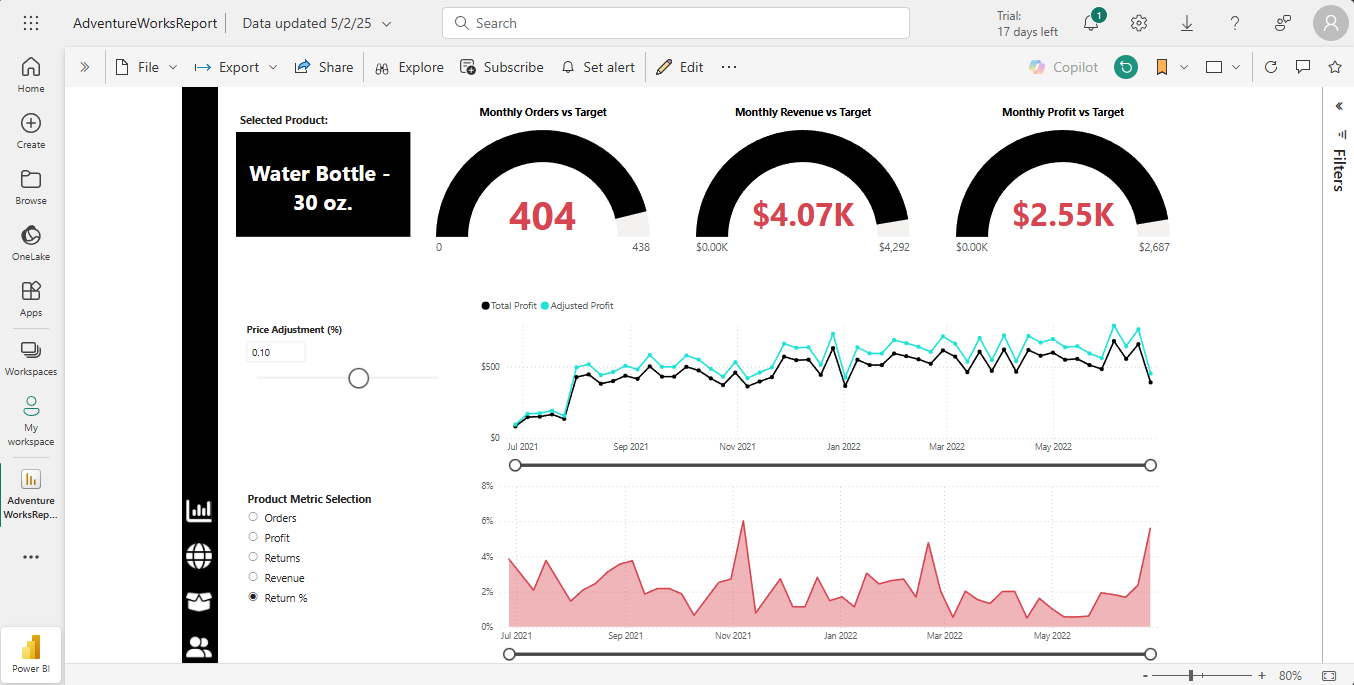 AdventureWorksReport
Data updated 5/2/25
Search
Trial:
17 days left
1
File
Export
Share
Explore
Subscribe
Set alert
Edit
Copilot
Home
Create
Browse
OneLake
Apps
Workspaces
My
workspace
Adventure
WorksRep...
Power BI
Selected Product:
Water Bottle -
30 oz.
Monthly Orders vs Target
404
0
438
Monthly Revenue vs Target
$4.07K
$0.00K
$4,292
Monthly Profit vs Target
$2.55K
$0.00K
$2,687
Filters
Price Adjustment (%)
0.10
Total Profit
Adjusted Profit
$500
$0
Jul 2021
Sep 2021
Nov 2021
Jan 2022
Mar 2022
May 2022
Product Metric Selection
Orders
Profit
Returns
Revenue
Return %
8%
6%
4%
2%
0%
Jul 2021
Sep 2021
Nov 2021
Jan 2022
Mar 2022
May 2022
- + 80%